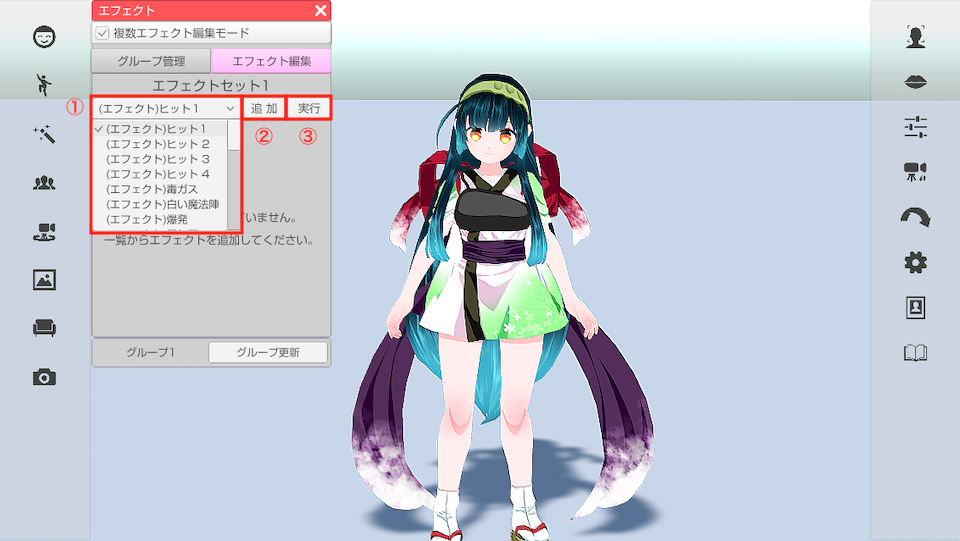 エフェクト
複数エフェクト編集モード
グループ管理 エフェクト編集
エフェクトセット1
① (エフェクト)ヒット1 追 加 実行
② ③
(エフェクト)ヒット1
(エフェクト)ヒット2
(エフェクト)ヒット3
(エフェクト)ヒット4
(エフェクト)毒ガス
(エフェクト)白い魔法陣
(エフェクト)爆発
いません。
一覧からエフェクトを追加してください。
グループ1 グループ更新